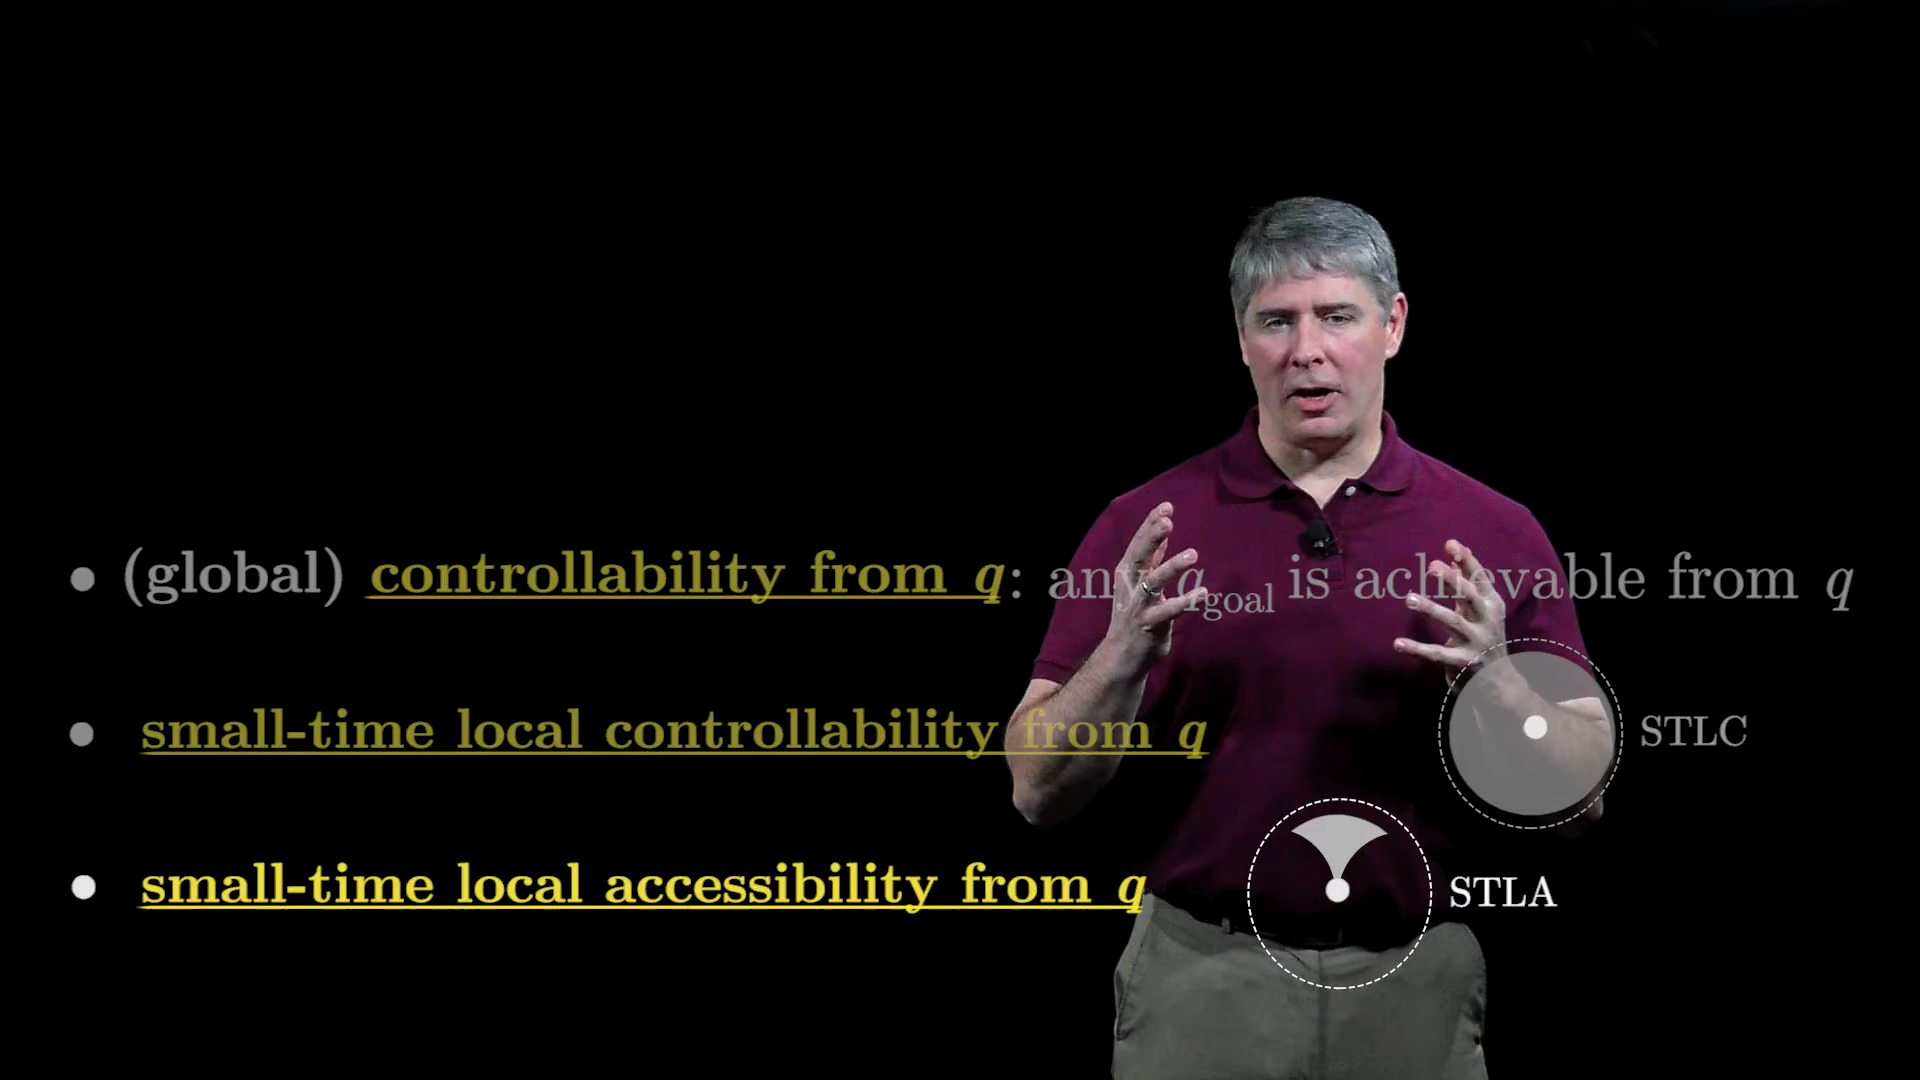 • (global) controllability from q: any q_goal is achievable from q
• small-time local controllability from q STLC
• small-time local accessibility from q STLA